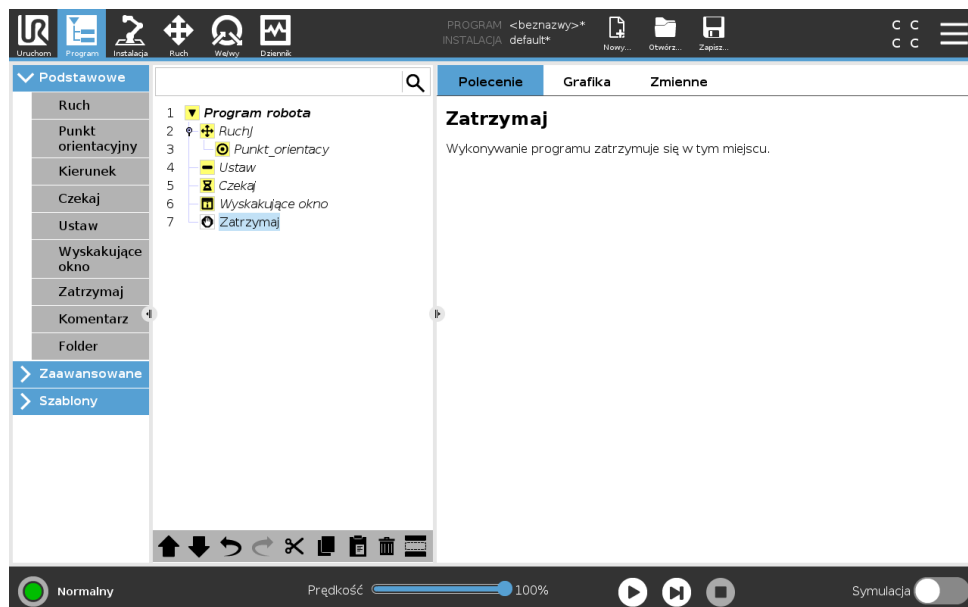 UR
Uruchom
Program
Instalacja
Ruch
We/wy
Dziennik
PROGRAM <beznazwy>*
INSTALACJA default*
Nowy...
Otwórz...
Zapisz...
C C
C C
Podstawowe
Ruch
Punkt
orientacyjny
Kierunek
Czekaj
Ustaw
Wyskakujące
okno
Zatrzymaj
Komentarz
Folder
Zaawansowane
Szablony
1 Program robota
2 RuchJ
3 Punkt_orientacy
4 Ustaw
5 Czekaj
6 Wyskakujące okno
7 Zatrzymaj
Polecenie
Grafika
Zmienne
Zatrzymaj
Wykonywanie programu zatrzymuje się w tym miejscu.
Normalny
Prędkość
100%
Symulacja